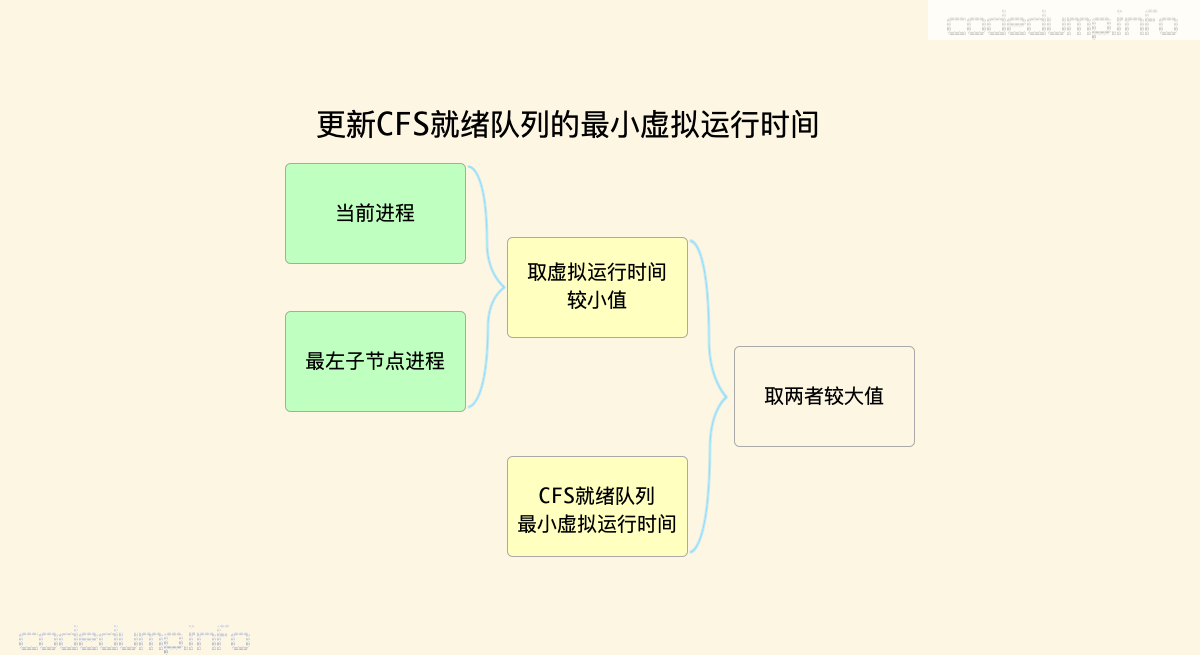 codedump.info
更新CFS就绪队列的最小虚拟运行时间
当前进程
取虚拟运行时间
较小值
最左子节点进程
取两者较大值
CFS就绪队列
最小虚拟运行时间
codedump.info